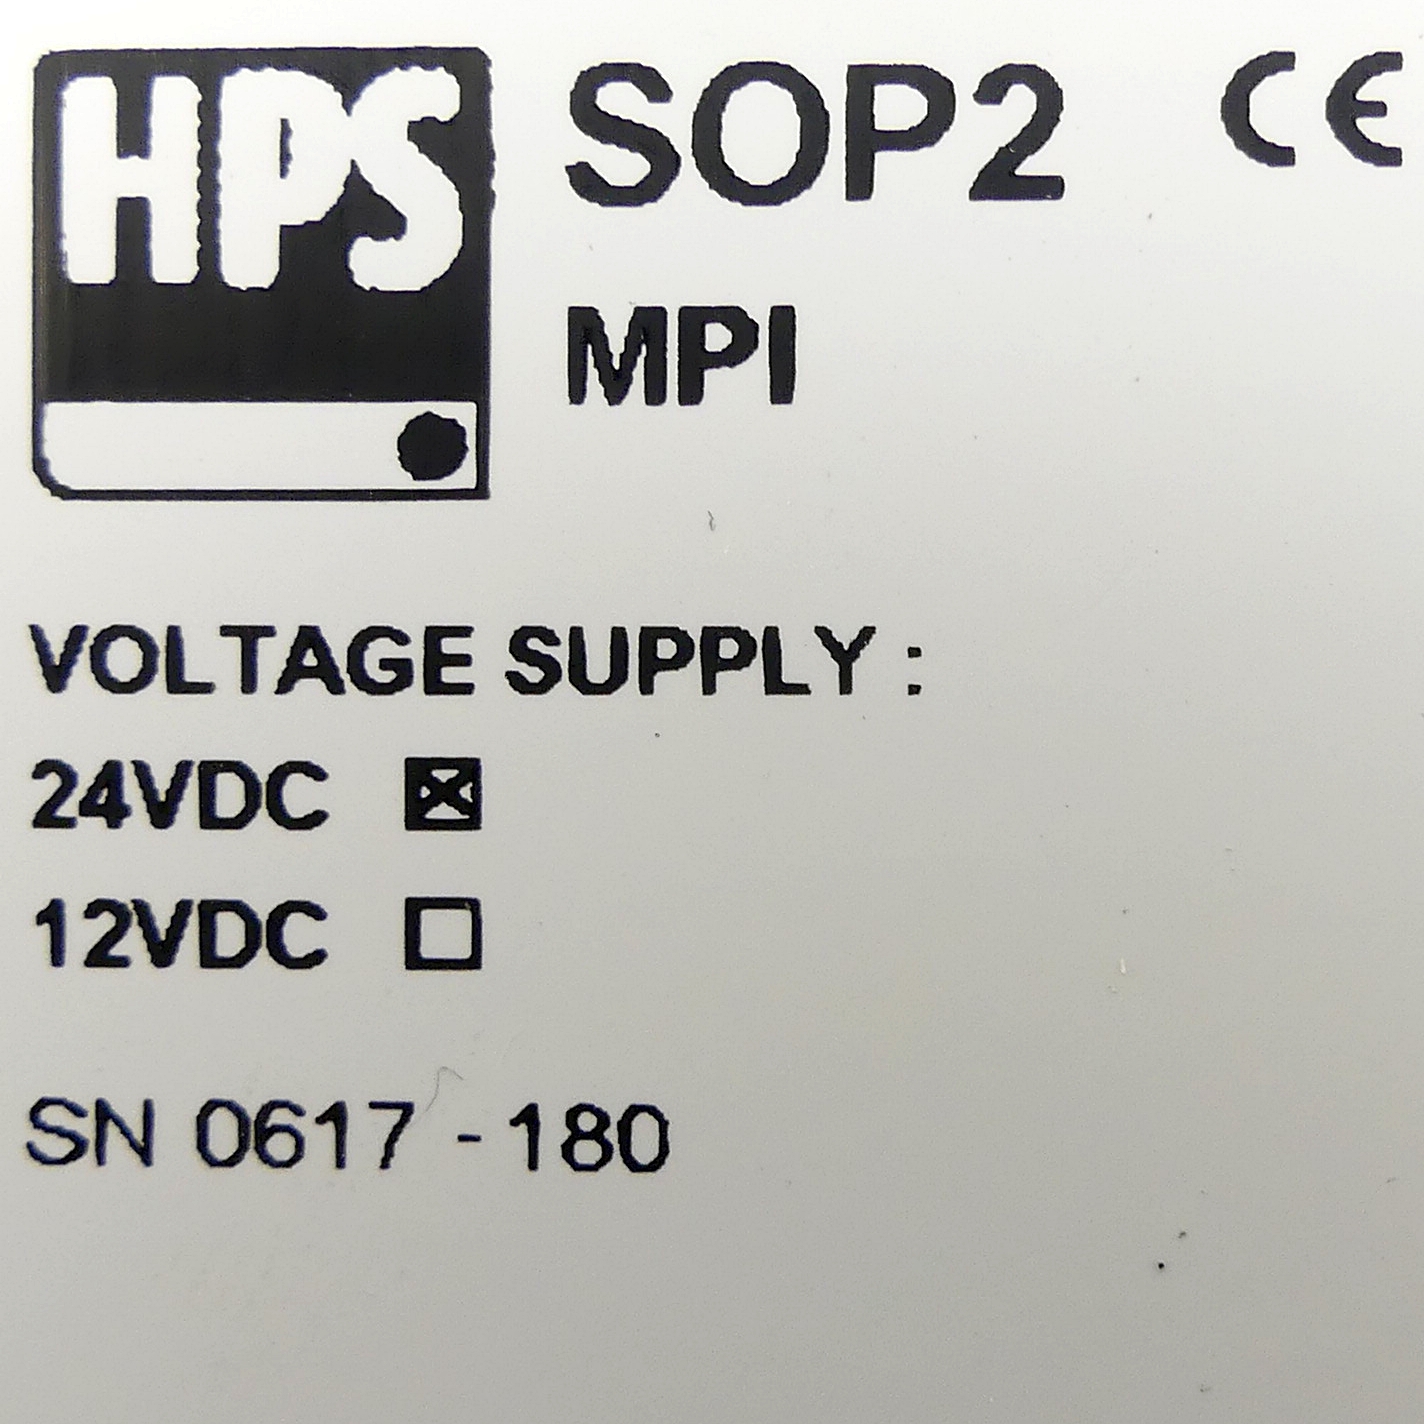 HPS
SOP2 CE
MPI
VOLTAGE SUPPLY :
24VDC ☒
12VDC ☐
SN 0617 - 180